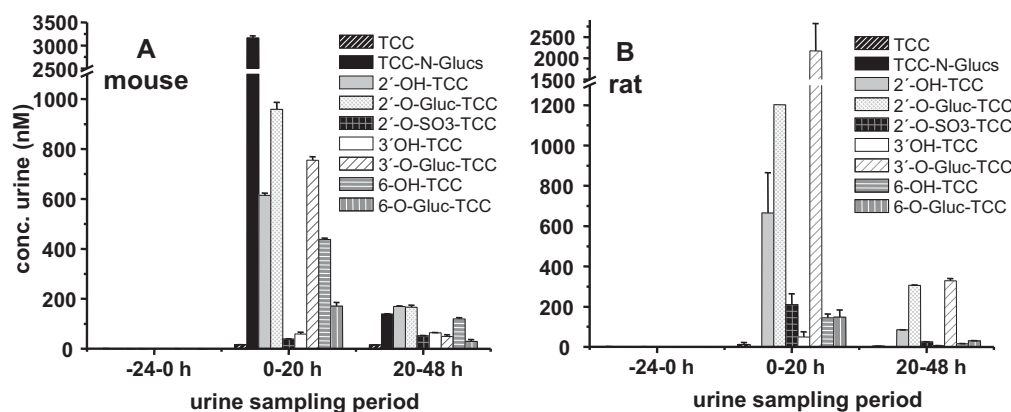 A
mouse
conc. urine (nM)
3500
3000
2500
1000
800
600
400
200
0
TCC
TCC-N-Glucs
2´-OH-TCC
2´-O-Gluc-TCC
2´-O-SO3-TCC
3´OH-TCC
3´-O-Gluc-TCC
6-OH-TCC
6-O-Gluc-TCC
-24-0 h
0-20 h
20-48 h
urine sampling period
B
rat
2500
2000
1500
1200
1000
800
600
400
200
0
TCC
TCC-N-Glucs
2´-OH-TCC
2´-O-Gluc-TCC
2´-O-SO3-TCC
3´OH-TCC
3´-O-Gluc-TCC
6-OH-TCC
6-O-Gluc-TCC
-24-0 h
0-20 h
20-48 h
urine sampling period